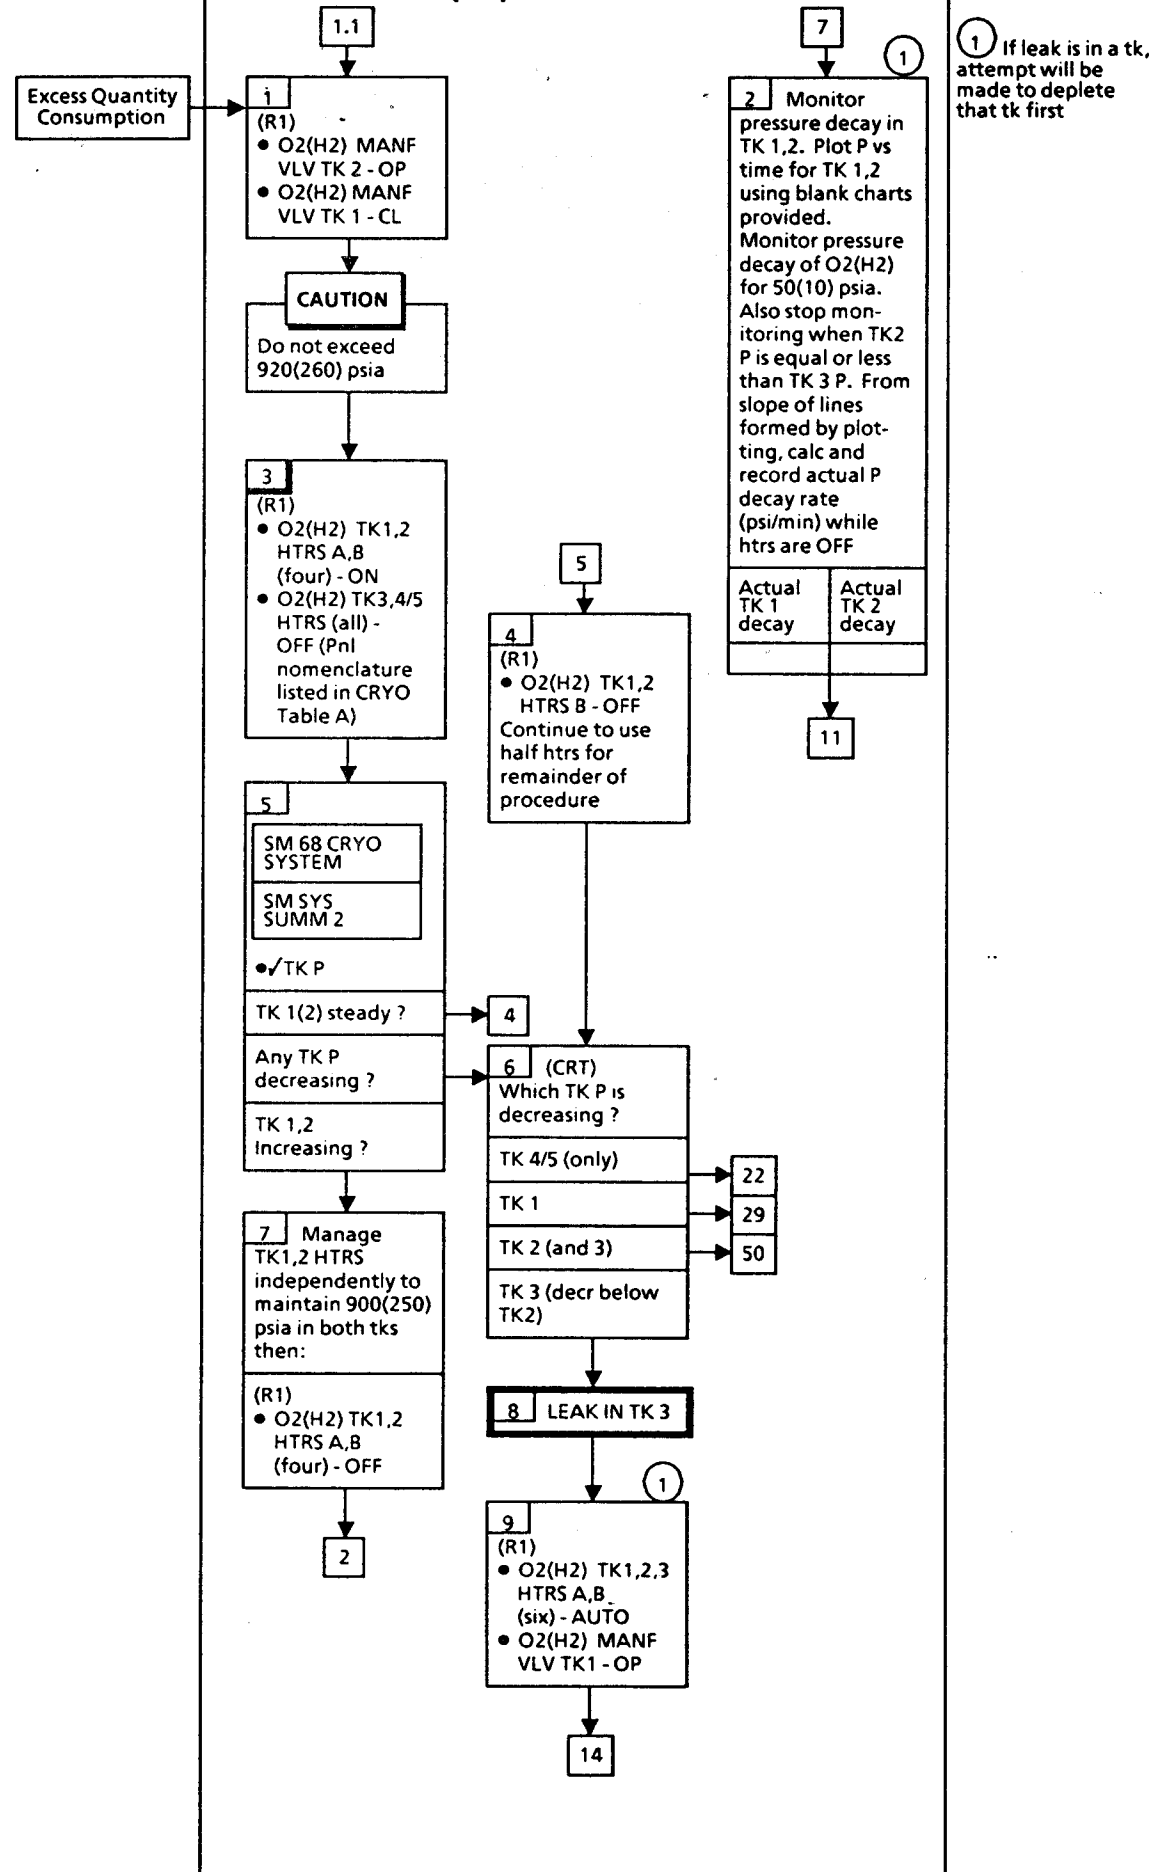 1.1
Excess Quantity
Consumption
1
(R1)
• O2(H2) MANF
VLV TK 2 - OP
• O2(H2) MANF
VLV TK 1 - CL
CAUTION
Do not exceed
920(260) psia
3
(R1)
• O2(H2) TK1,2
HTRS A,B
(four) - ON
• O2(H2) TK3,4/5
HTRS (all) -
OFF (Pnl
nomenclature
listed in CRYO
Table A)
5
SM 68 CRYO
SYSTEM
SM SYS
SUMM 2
•✓TK P
TK 1(2) steady ?
4
Any TK P
decreasing ?
TK 1,2
Increasing ?
7 Manage
TK1,2 HTRS
independently to
maintain 900(250)
psia in both tks
then:
(R1)
• O2(H2) TK1,2
HTRS A,B
(four) - OFF
2
5
4
(R1)
• O2(H2) TK1,2
HTRS B - OFF
Continue to use
half htrs for
remainder of
procedure
6 (CRT)
Which TK P is
decreasing ?
TK 4/5 (only)
22
TK 1
29
TK 2 (and 3)
50
TK 3 (decr below
TK2)
8 LEAK IN TK 3
1
9
(R1)
• O2(H2) TK1,2,3
HTRS A,B
(six) - AUTO
• O2(H2) MANF
VLV TK1 - OP
14
7
1
2 Monitor
pressure decay in
TK 1,2. Plot P vs
time for TK 1,2
using blank charts
provided.
Monitor pressure
decay of O2(H2)
for 50(10) psia.
Also stop mon-
itoring when TK2
P is equal or less
than TK 3 P. From
slope of lines
formed by plot-
ting, calc and
record actual P
decay rate
(psi/min) while
htrs are OFF
Actual
TK 1
decay
Actual
TK 2
decay
11
1 If leak is in a tk,
attempt will be
made to deplete
that tk first